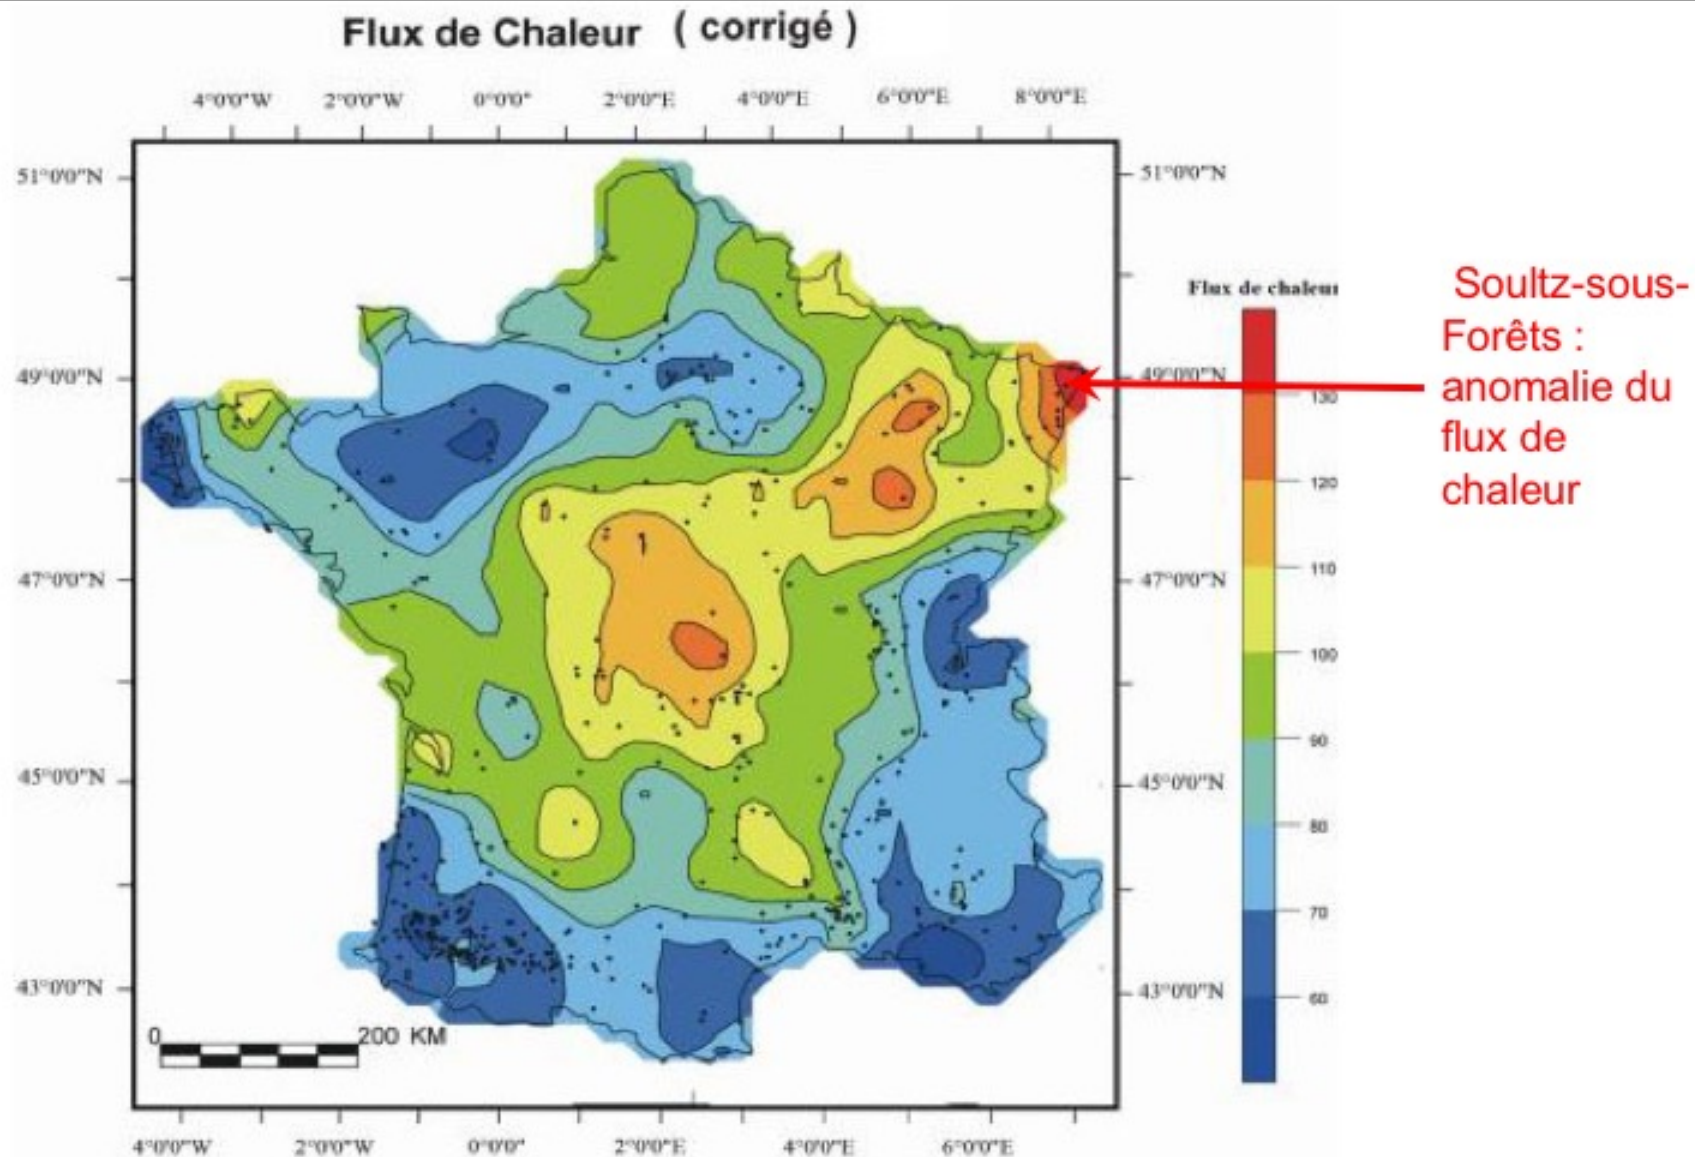 Flux de Chaleur ( corrigé )
4°0'0"W 2°0'0"W 0°0'0" 2°0'0"E 4°0'0"E 6°0'0"E 8°0'0"E
51°0'0"N 51°0'0"N
Flux de chaleur
Soultz-sous-
Forêts :
anomalie du
flux de
chaleur
49°0'0"N 49°0'0"N
130
120
110
47°0'0"N 47°0'0"N
100
90
45°0'0"N 45°0'0"N
80
70
43°0'0"N 43°0'0"N
60
0 200 KM
4°0'0"W 2°0'0"W 0°0'0" 2°0'0"E 4°0'0"E 6°0'0"E